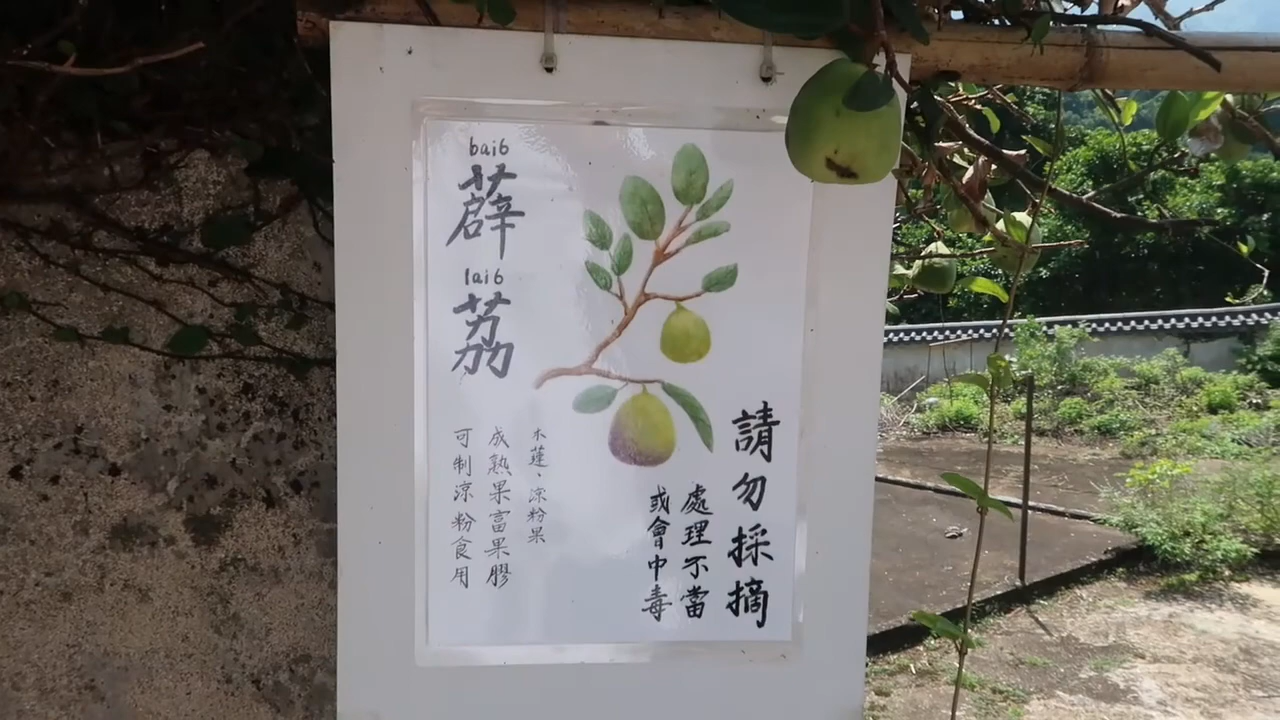 bai6
薜
lai6
荔
木蓮、涼粉果
成熟果富果膠
可制涼粉食用
請勿採摘
處理不當
或會中毒